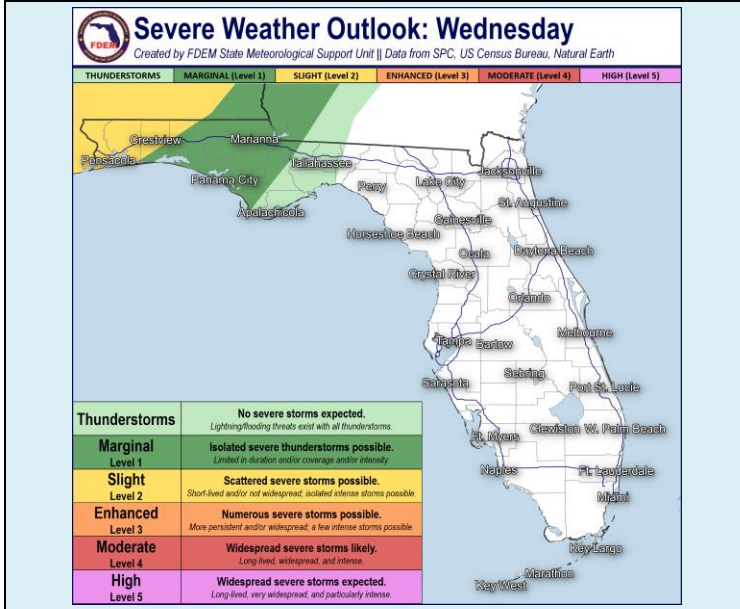 Severe Weather Outlook: Wednesday
FDEM
Created by FDEM State Meteorological Support Unit || Data from SPC, US Census Bureau, Natural Earth
THUNDERSTORMS MARGINAL (Level 1) SLIGHT (Level 2) ENHANCED (Level 3) MODERATE (Level 4) HIGH (Level 5)
Crestview
Marianna
Pensacola
Tallahassee
Jacksonville
Panama City
Perry
Lake City
Apalachicola
St. Augustine
Gainesville
Horseshoe Beach
Ocala
Daytona Beach
Crystal River
Orlando
Melbourne
Tampa
Bartow
Sebring
Sarasota
Port St. Lucie
Clewiston
W. Palm Beach
Ft. Myers
Naples
Ft. Lauderdale
Miami
Key Largo
Marathon
Key West
Thunderstorms
No severe storms expected.
Lightning/flooding threats exist with all thunderstorms.
Marginal
Level 1
Isolated severe thunderstorms possible.
Limited in duration and/or coverage and/or intensity.
Slight
Level 2
Scattered severe storms possible.
Short-lived and/or not widespread; isolated intense storms possible.
Enhanced
Level 3
Numerous severe storms possible.
More persistent and/or widespread; a few intense storms possible.
Moderate
Level 4
Widespread severe storms likely.
Long-lived, widespread, and intense.
High
Level 5
Widespread severe storms expected.
Long-lived, very widespread, and particularly intense.